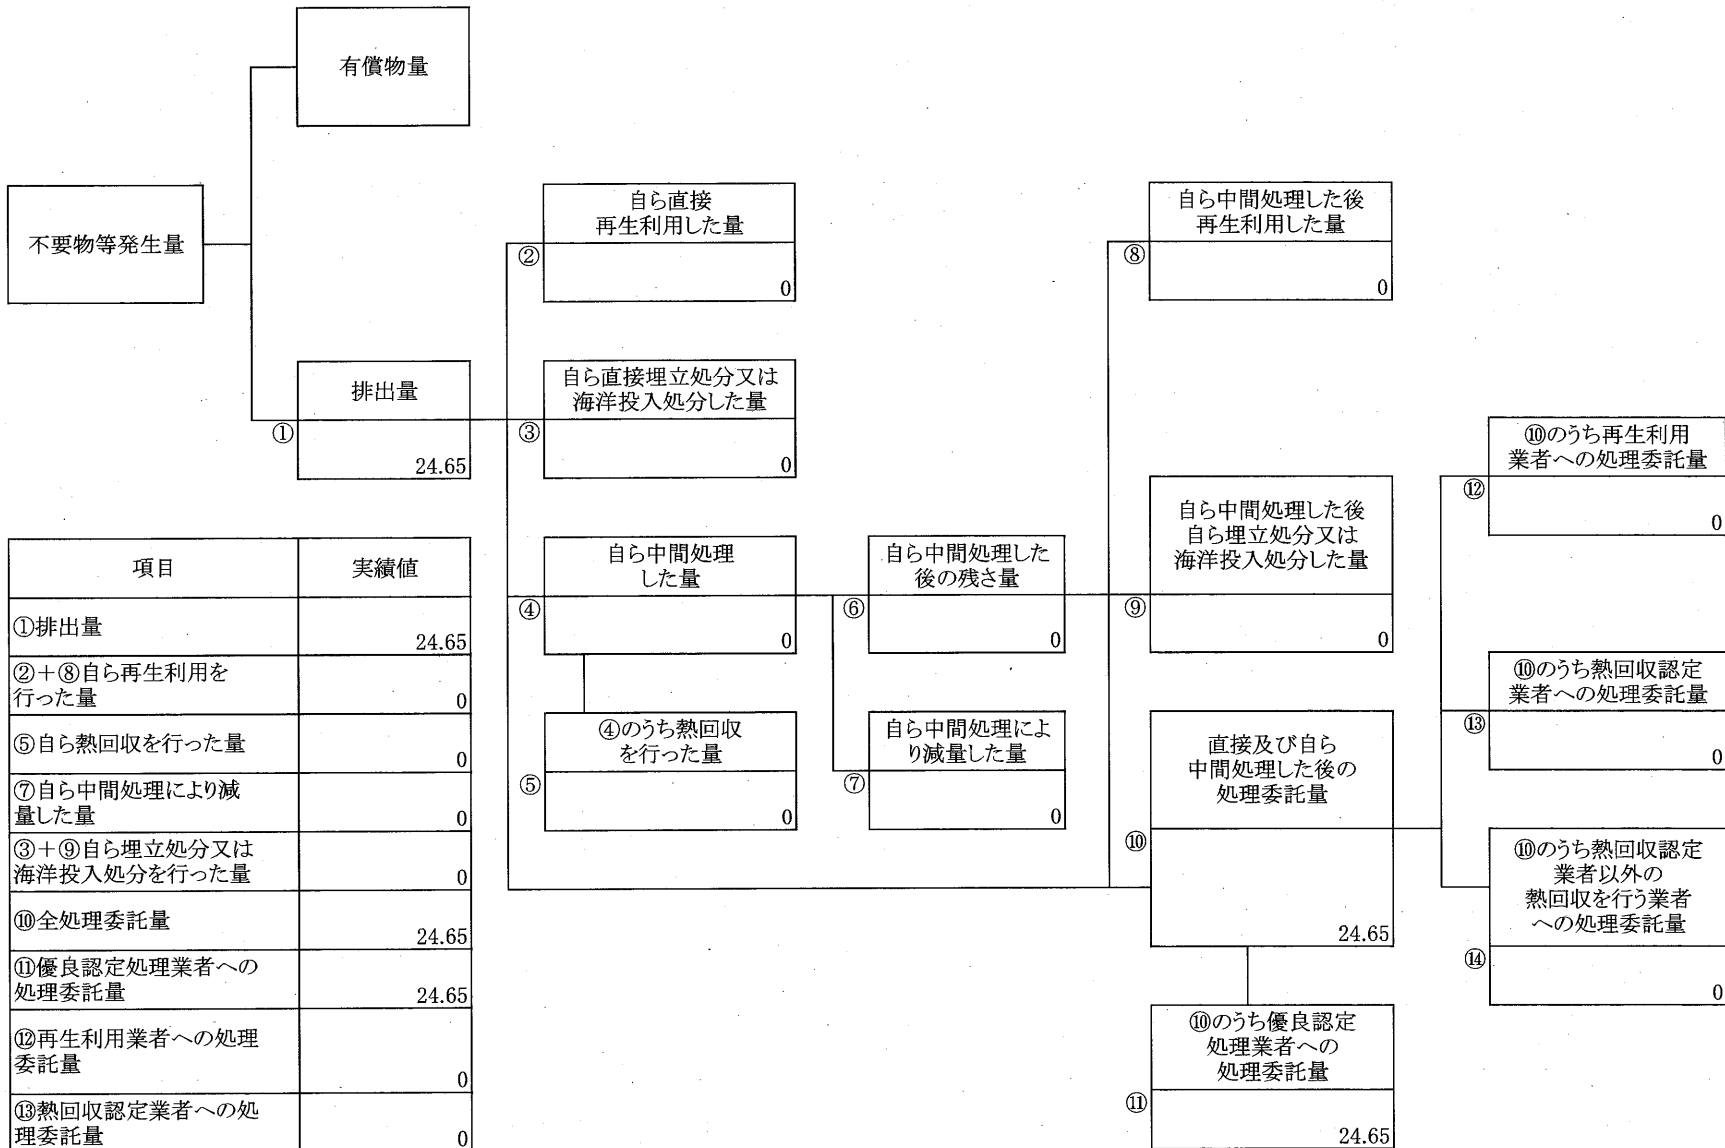 有償物量
不要物等発生量
排出量
①
24.65
自ら直接
再生利用した量
②
0
自ら直接埋立処分又は
海洋投入処分した量
③
0
自ら中間処理
した量
④
0
④のうち熱回収
を行った量
⑤
0
自ら中間処理した
後の残さ量
⑥
0
自ら中間処理によ
り減量した量
⑦
0
自ら中間処理した後
再生利用した量
⑧
0
自ら中間処理した後
自ら埋立処分又は
海洋投入処分した量
⑨
0
直接及び自ら
中間処理した後の
処理委託量
⑩
24.65
⑩のうち優良認定
処理業者への
処理委託量
⑪
24.65
⑩のうち再生利用
業者への処理委託量
⑫
0
⑩のうち熱回収認定
業者への処理委託量
⑬
0
⑩のうち熱回収認定
業者以外の
熱回収を行う業者
への処理委託量
⑭
0
項目 実績値
①排出量
24.65
②+⑧自ら再生利用を
行った量
0
⑤自ら熱回収を行った量
0
⑦自ら中間処理により減
量した量
0
③+⑨自ら埋立処分又は
海洋投入処分を行った量
0
⑩全処理委託量
24.65
⑪優良認定処理業者への
処理委託量
24.65
⑫再生利用業者への処理
委託量
0
⑬熱回収認定業者への処
理委託量
0